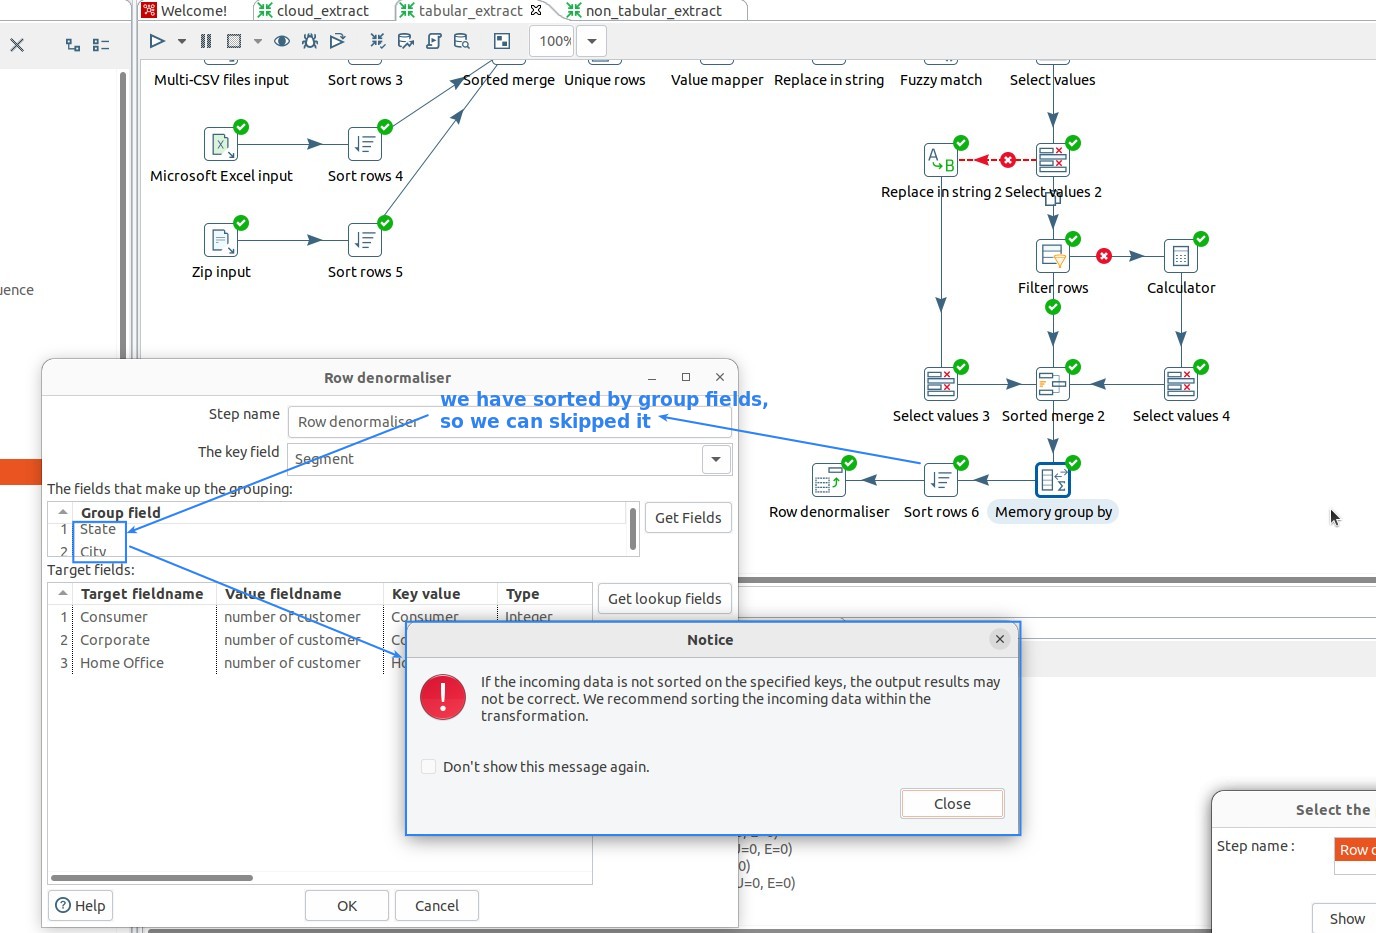 Welcome!
cloud_extract
tabular_extract
non_tabular_extract
100%
Multi-CSV files input
Sort rows 3
Sorted merge
Unique rows
Value mapper
Replace in string
Fuzzy match
Select values
Microsoft Excel input
Sort rows 4
Replace in string 2
Select values 2
Zip input
Sort rows 5
Filter rows
Calculator
Select values 3
Sorted merge 2
Select values 4
Row denormaliser
Sort rows 6
Memory group by
Row denormaliser
we have sorted by group fields,
so we can skipped it
Step name
Row denormaliser
The key field
Segment
The fields that make up the grouping:
Group field
1 State
2 City
Get Fields
Target fields:
Target fieldname Value fieldname Key value Type
1 Consumer number of customer Consumer Integer
2 Corporate number of customer
3 Home Office number of customer
Get lookup fields
Notice
If the incoming data is not sorted on the specified keys, the output results may
not be correct. We recommend sorting the incoming data within the
transformation.
Don't show this message again.
Close
=0, E=0)
0)
=0, E=0)
Help
OK
Cancel
Select the
Step name :
Row
Show